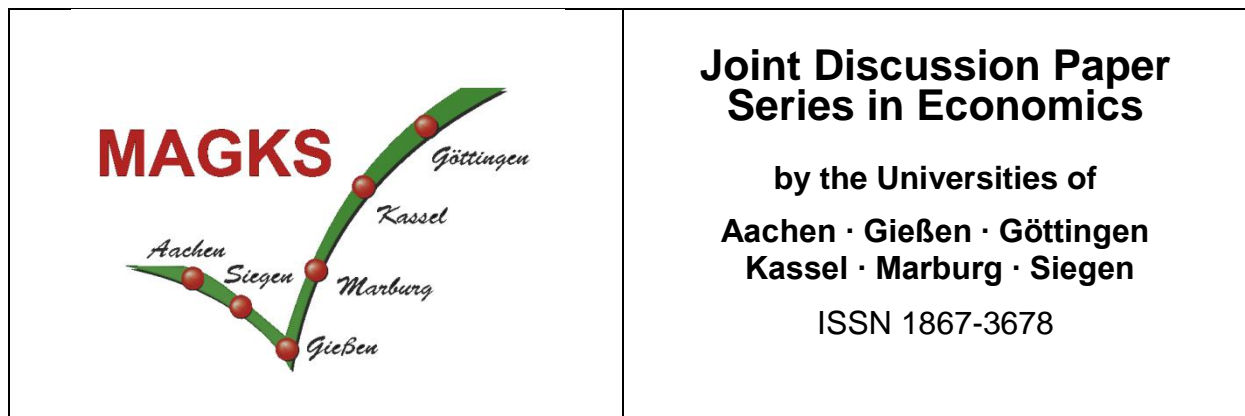 MAGKS
Göttingen
Kassel
Aachen
Siegen
Marburg
Gießen
Joint Discussion Paper
Series in Economics
by the Universities of
Aachen · Gießen · Göttingen
Kassel · Marburg · Siegen
ISSN 1867-3678